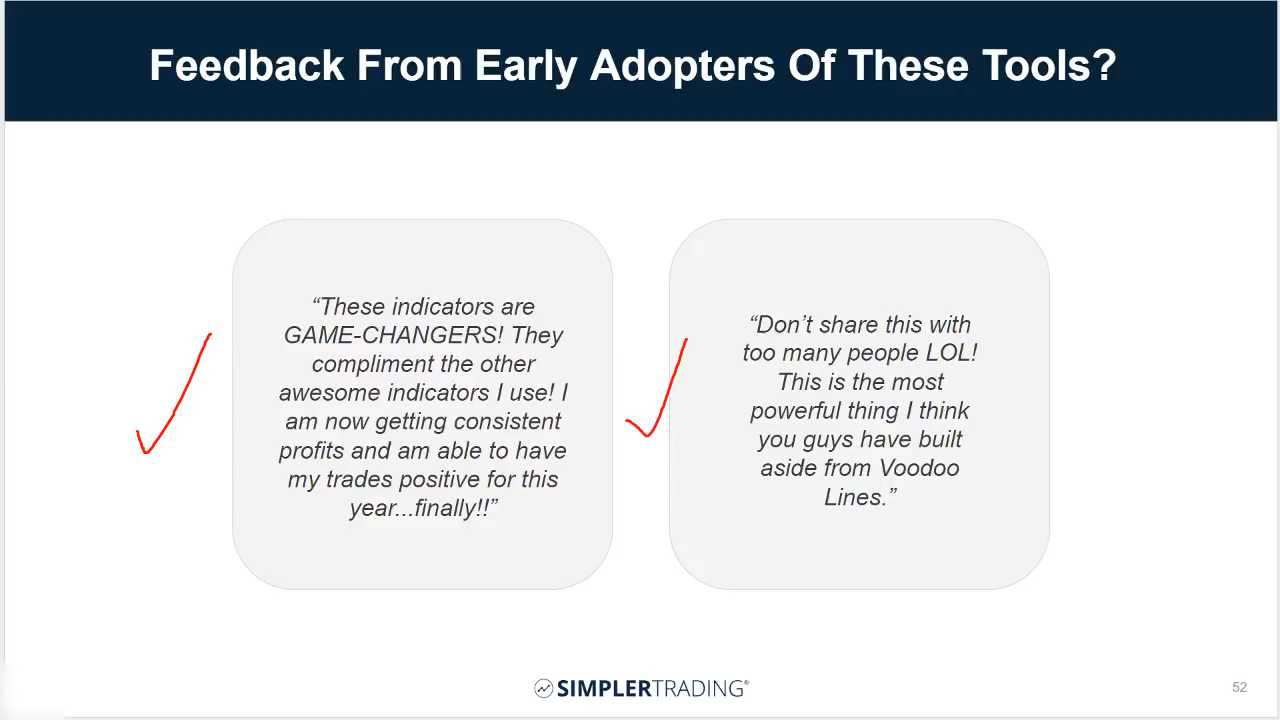 Feedback From Early Adopters Of These Tools?
“These indicators are
GAME-CHANGERS! They
compliment the other
awesome indicators I use! I
am now getting consistent
profits and am able to have
my trades positive for this
year...finally!!”
“Don’t share this with
too many people LOL!
This is the most
powerful thing I think
you guys have built
aside from Voodoo
Lines.”
SIMPLERTRADING®
52